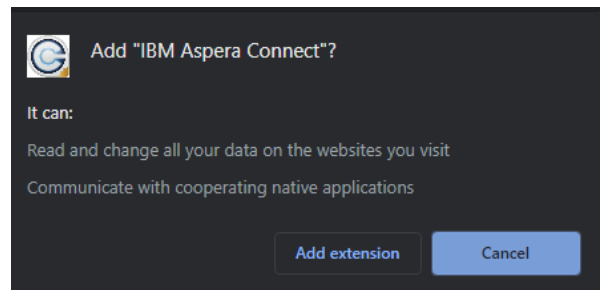 Add "IBM Aspera Connect"?
It can:
Read and change all your data on the websites you visit
Communicate with cooperating native applications
Add extension
Cancel